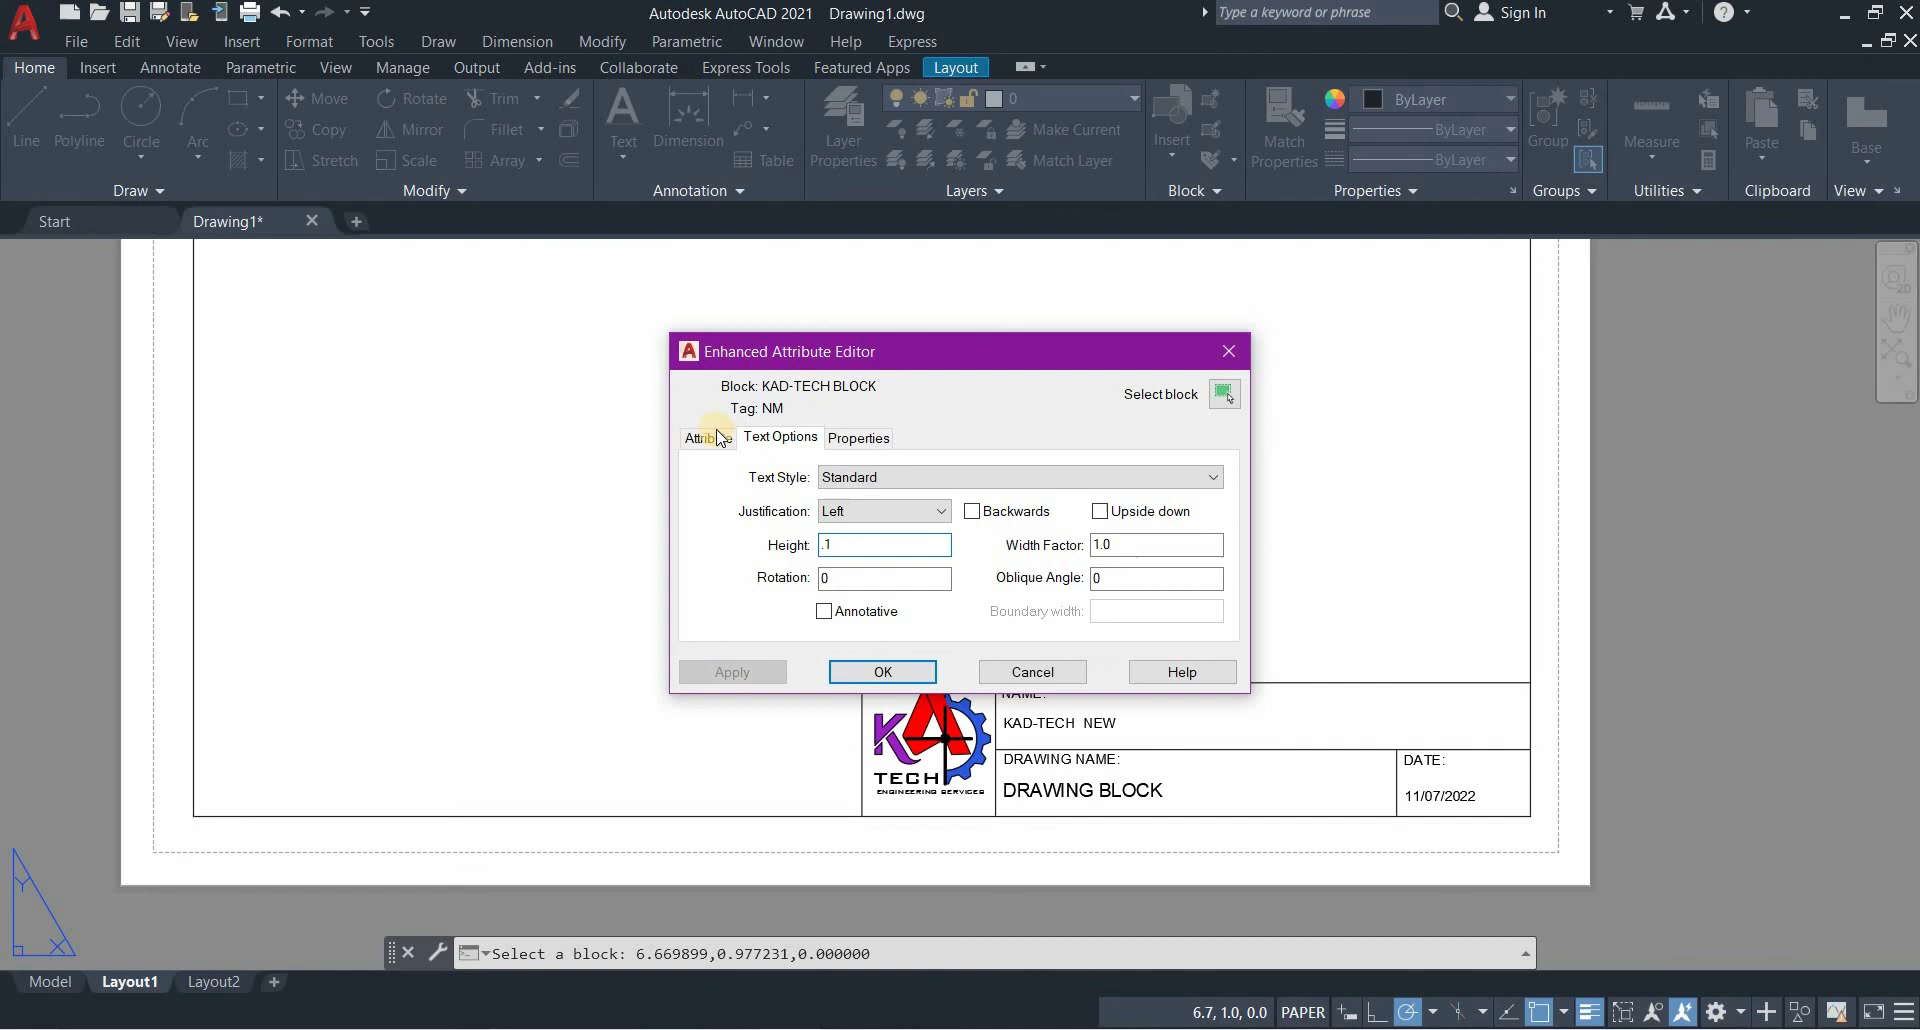 Autodesk AutoCAD 2021 Drawing1.dwg
Type a keyword or phrase
Sign In
File Edit View Insert Format Tools Draw Dimension Modify Parametric Window Help Express
Home Insert Annotate Parametric View Manage Output Add-ins Collaborate Express Tools Featured Apps Layout
Line Polyline Circle Arc
Move Rotate Trim
Copy Mirror Fillet
Stretch Scale Array
Text Dimension Table
Layer Properties
0
Make Current
Match Layer
Insert
Match Properties
ByLayer
ByLayer
ByLayer
Group
Measure
Paste
Base
Draw Modify Annotation Layers Block Properties Groups Utilities Clipboard View
Start Drawing1*
Enhanced Attribute Editor
Block: KAD-TECH BLOCK
Tag: NM
Select block
Attribute Text Options Properties
Text Style: Standard
Justification: Left Backwards Upside down
Height: .1 Width Factor: 1.0
Rotation: 0 Oblique Angle: 0
Annotative Boundary width:
Apply OK Cancel Help
NAME:
KAD-TECH NEW
DRAWING NAME:
DRAWING BLOCK
DATE:
11/07/2022
K A
TECH
ENGINEERING SERVICES
Y
X
Select a block: 6.669899,0.977231,0.000000
Model Layout1 Layout2
6.7, 1.0, 0.0 PAPER
2D